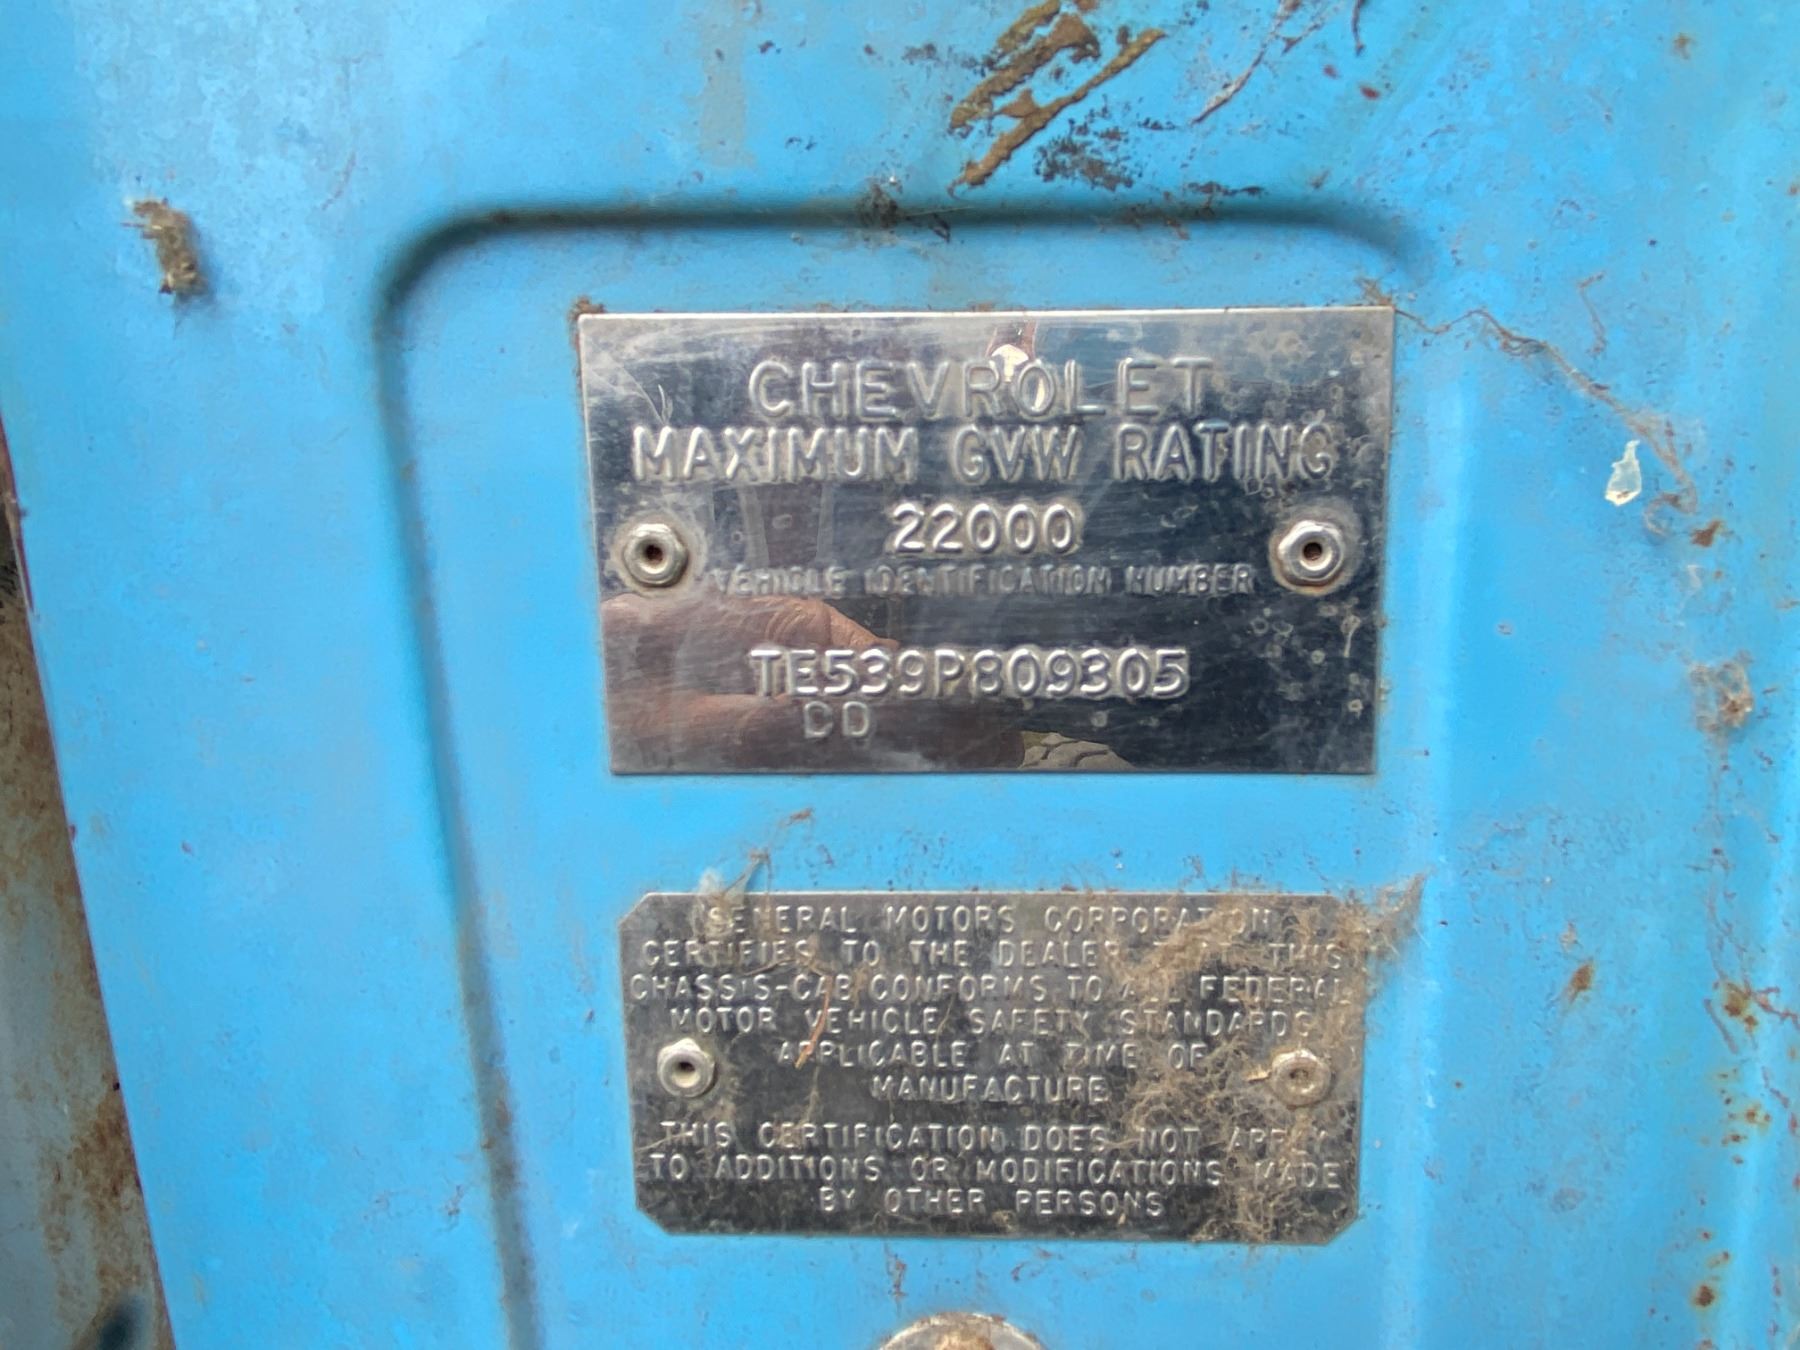 CHEVROLET
MAXIMUM GVW RATING
22000
VEHICLE IDENTIFICATION NUMBER
TE539P809305
CD
GENERAL MOTORS CORPORATION
CERTIFIES TO THE DEALER THAT THIS
CHASSIS-CAB CONFORMS TO ALL FEDERAL
MOTOR VEHICLE SAFETY STANDARDS
APPLICABLE AT TIME OF
MANUFACTURE
THIS CERTIFICATION DOES NOT APPLY
TO ADDITIONS OR MODIFICATIONS MADE
BY OTHER PERSONS